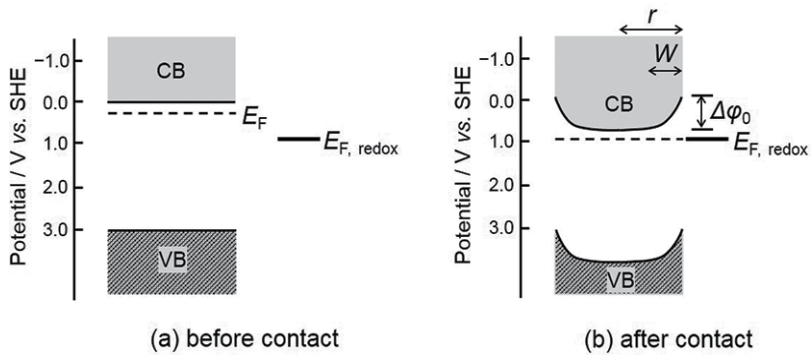 Potential / V vs. SHE
−1.0
0.0
1.0
2.0
3.0
CB
E_F
E_F, redox
VB
(a) before contact
Potential / V vs. SHE
−1.0
0.0
1.0
2.0
3.0
r
W
CB
Δφ₀
E_F, redox
VB
(b) after contact